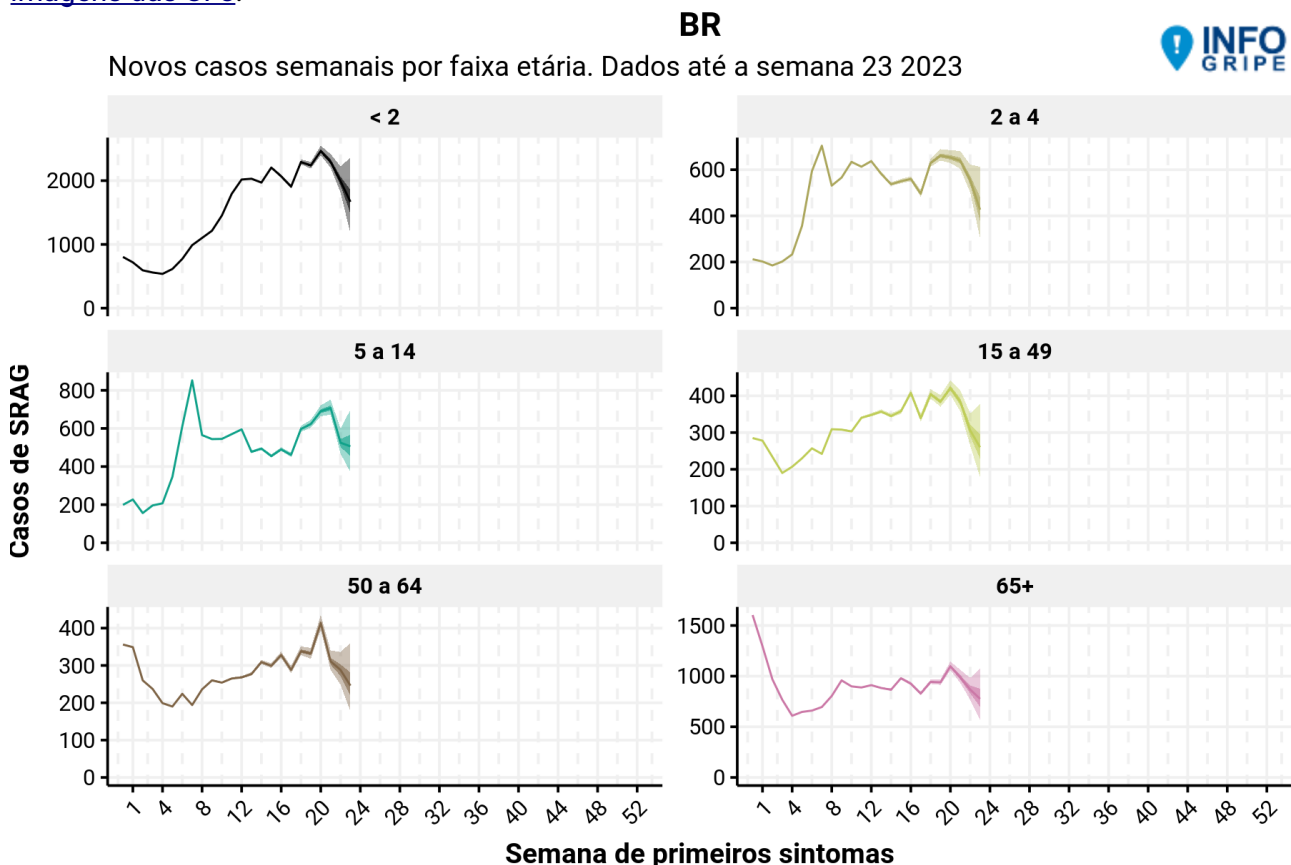 Imagens das UFs.
BR
INFO
GRIPE
Novos casos semanais por faixa etária. Dados até a semana 23 2023
< 2
2 a 4
2000
1000
0
600
400
200
0
5 a 14
15 a 49
800
600
400
200
0
400
300
200
100
0
50 a 64
65+
400
300
200
100
0
1500
1000
500
0
1 4 8 12 16 20 24 28 32 36 40 44 48 52
1 4 8 12 16 20 24 28 32 36 40 44 48 52
Casos de SRAG
Semana de primeiros sintomas